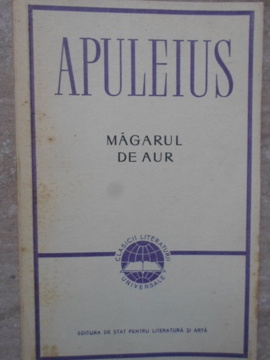 APULEIUS
MĂGARUL
DE AUR
CLASICII LITERATURII
UNIVERSALE
EDITURA DE STAT PENTRU LITERATURĂ ȘI ARTĂ